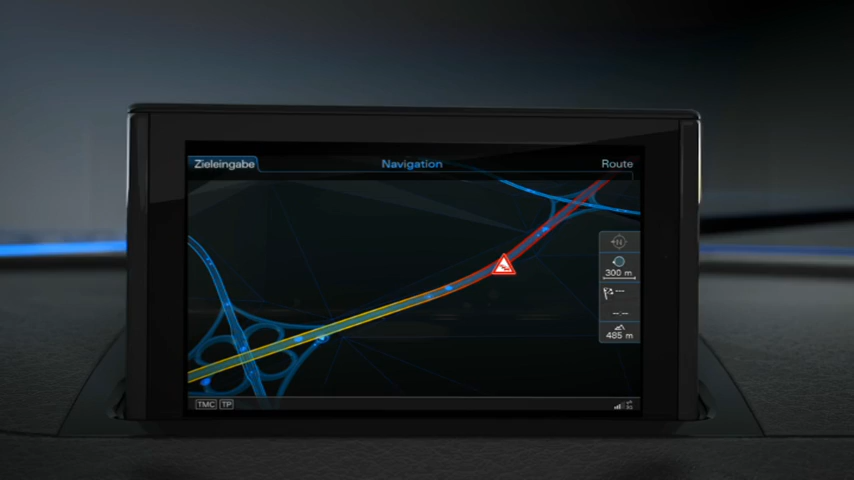 Zieleingabe
Navigation
Route
N
300 m
---
--:--
485 m
TMC TP